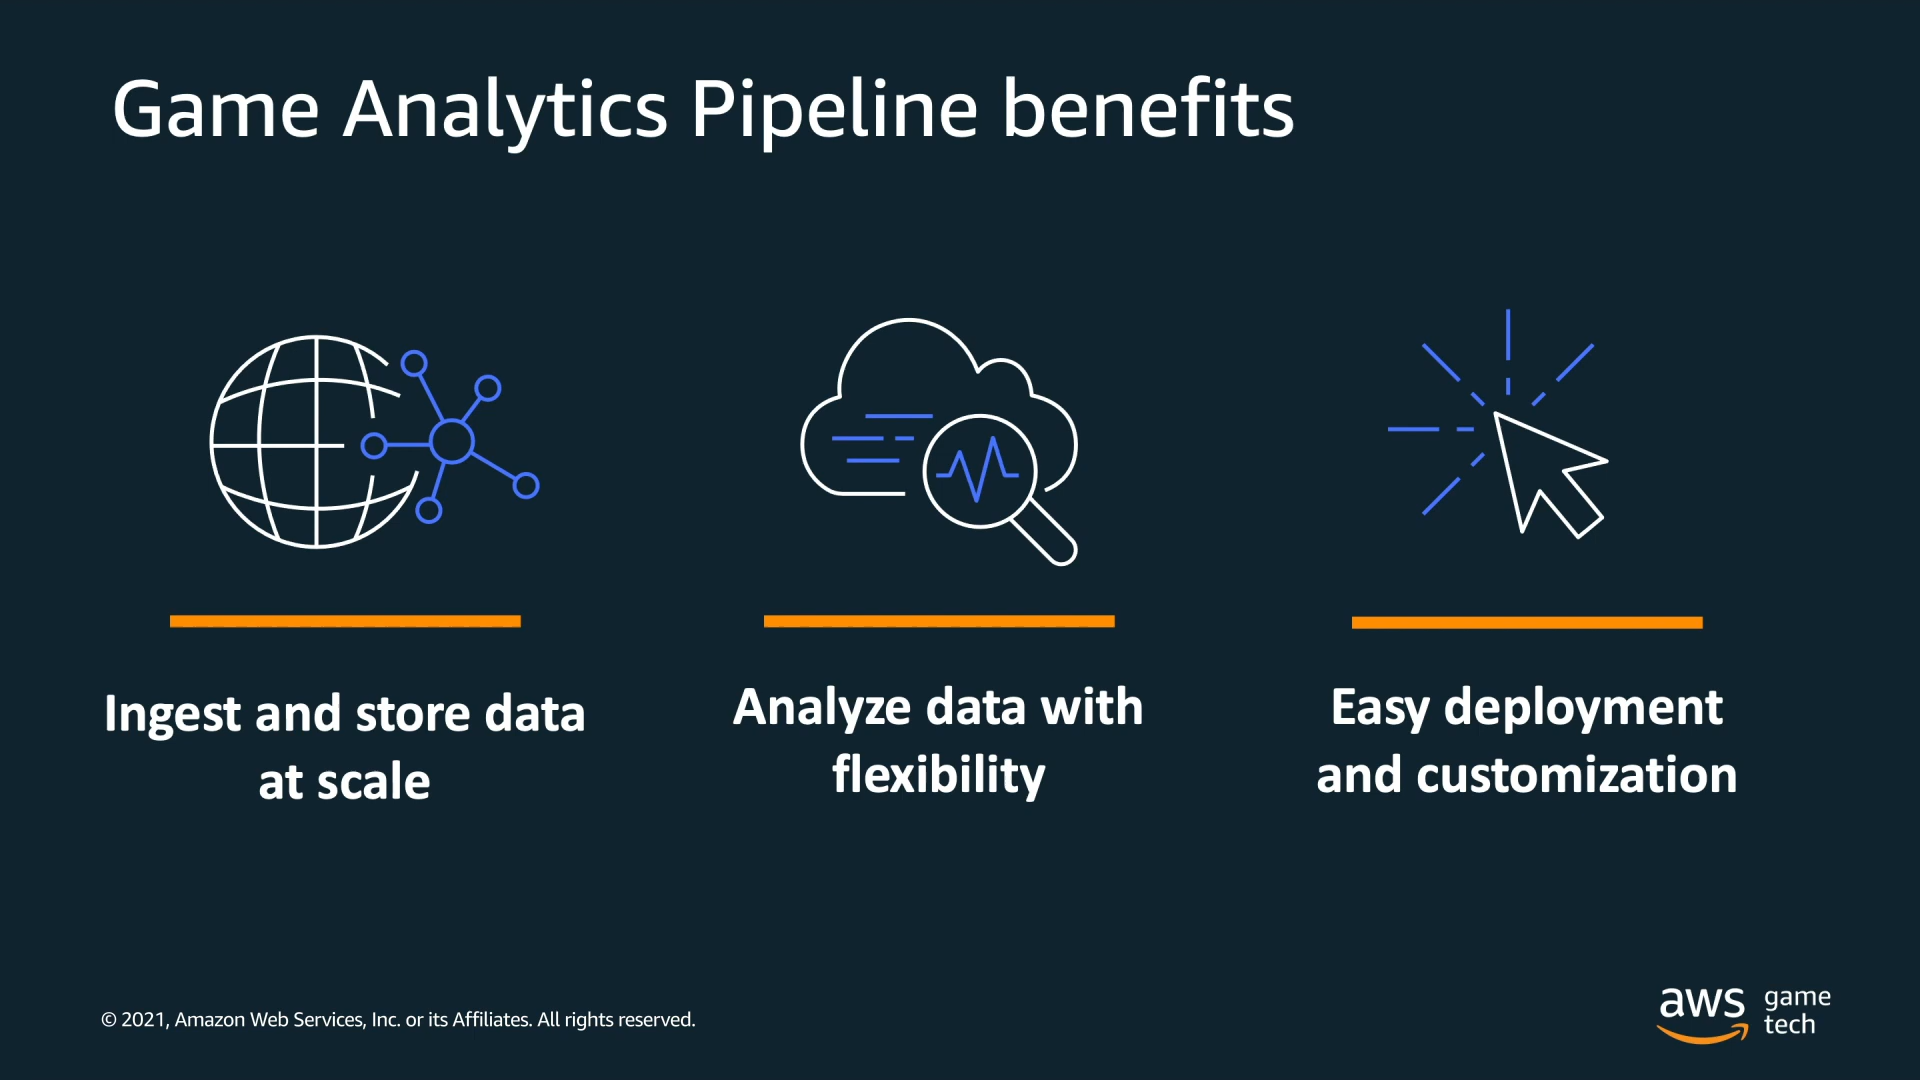 Game Analytics Pipeline benefits
Ingest and store data
at scale
Analyze data with
flexibility
Easy deployment
and customization
© 2021, Amazon Web Services, Inc. or its Affiliates. All rights reserved.
aws game
tech